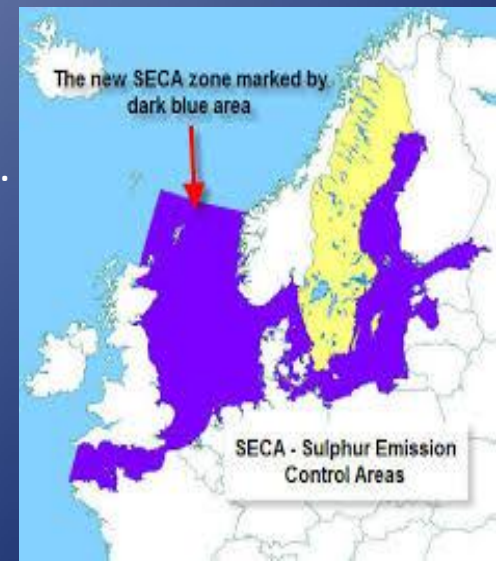 The new SECA zone marked by
dark blue area
.
SECA - Sulphur Emission
Control Areas